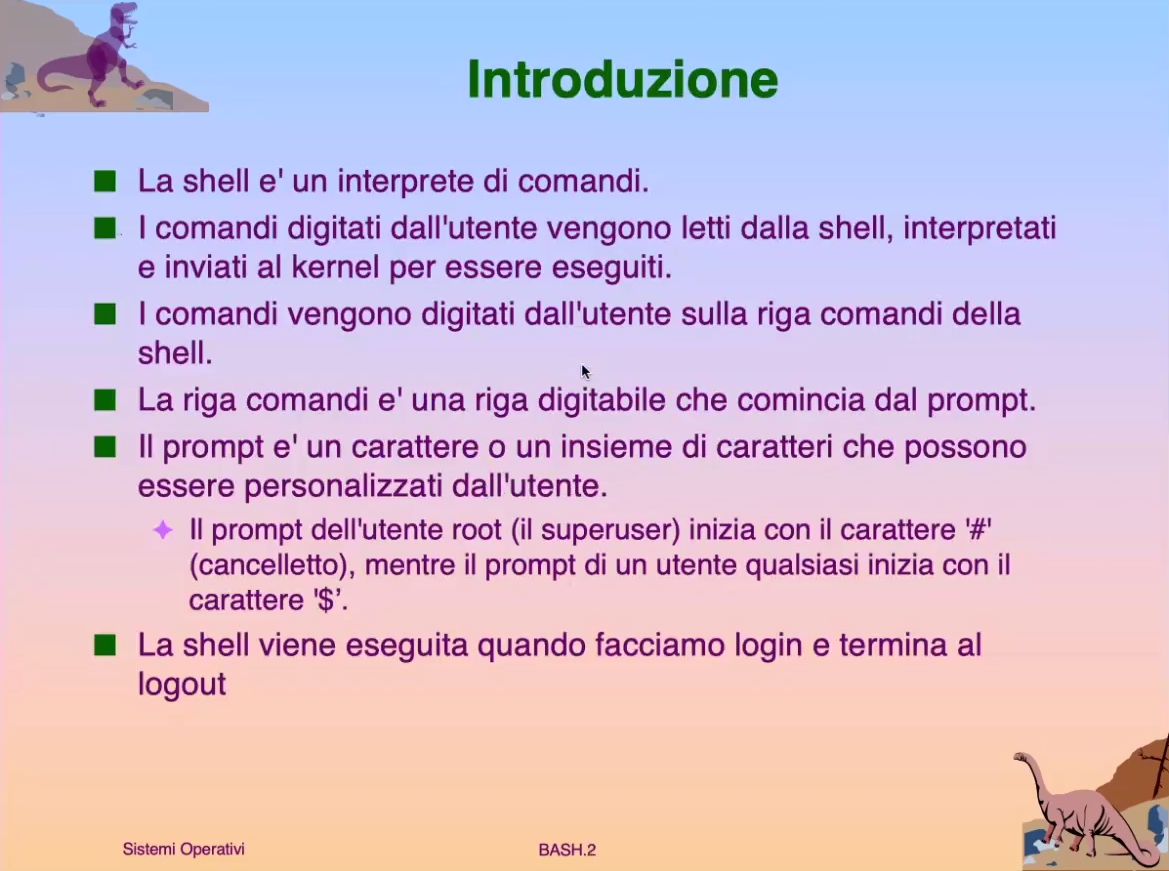 Introduzione
La shell e' un interprete di comandi.
I comandi digitati dall'utente vengono letti dalla shell, interpretati
e inviati al kernel per essere eseguiti.
I comandi vengono digitati dall'utente sulla riga comandi della
shell.
La riga comandi e' una riga digitabile che comincia dal prompt.
Il prompt e' un carattere o un insieme di caratteri che possono
essere personalizzati dall'utente.
Il prompt dell'utente root (il superuser) inizia con il carattere '#'
(cancelletto), mentre il prompt di un utente qualsiasi inizia con il
carattere '$’.
La shell viene eseguita quando facciamo login e termina al
logout
Sistemi Operativi
BASH.2